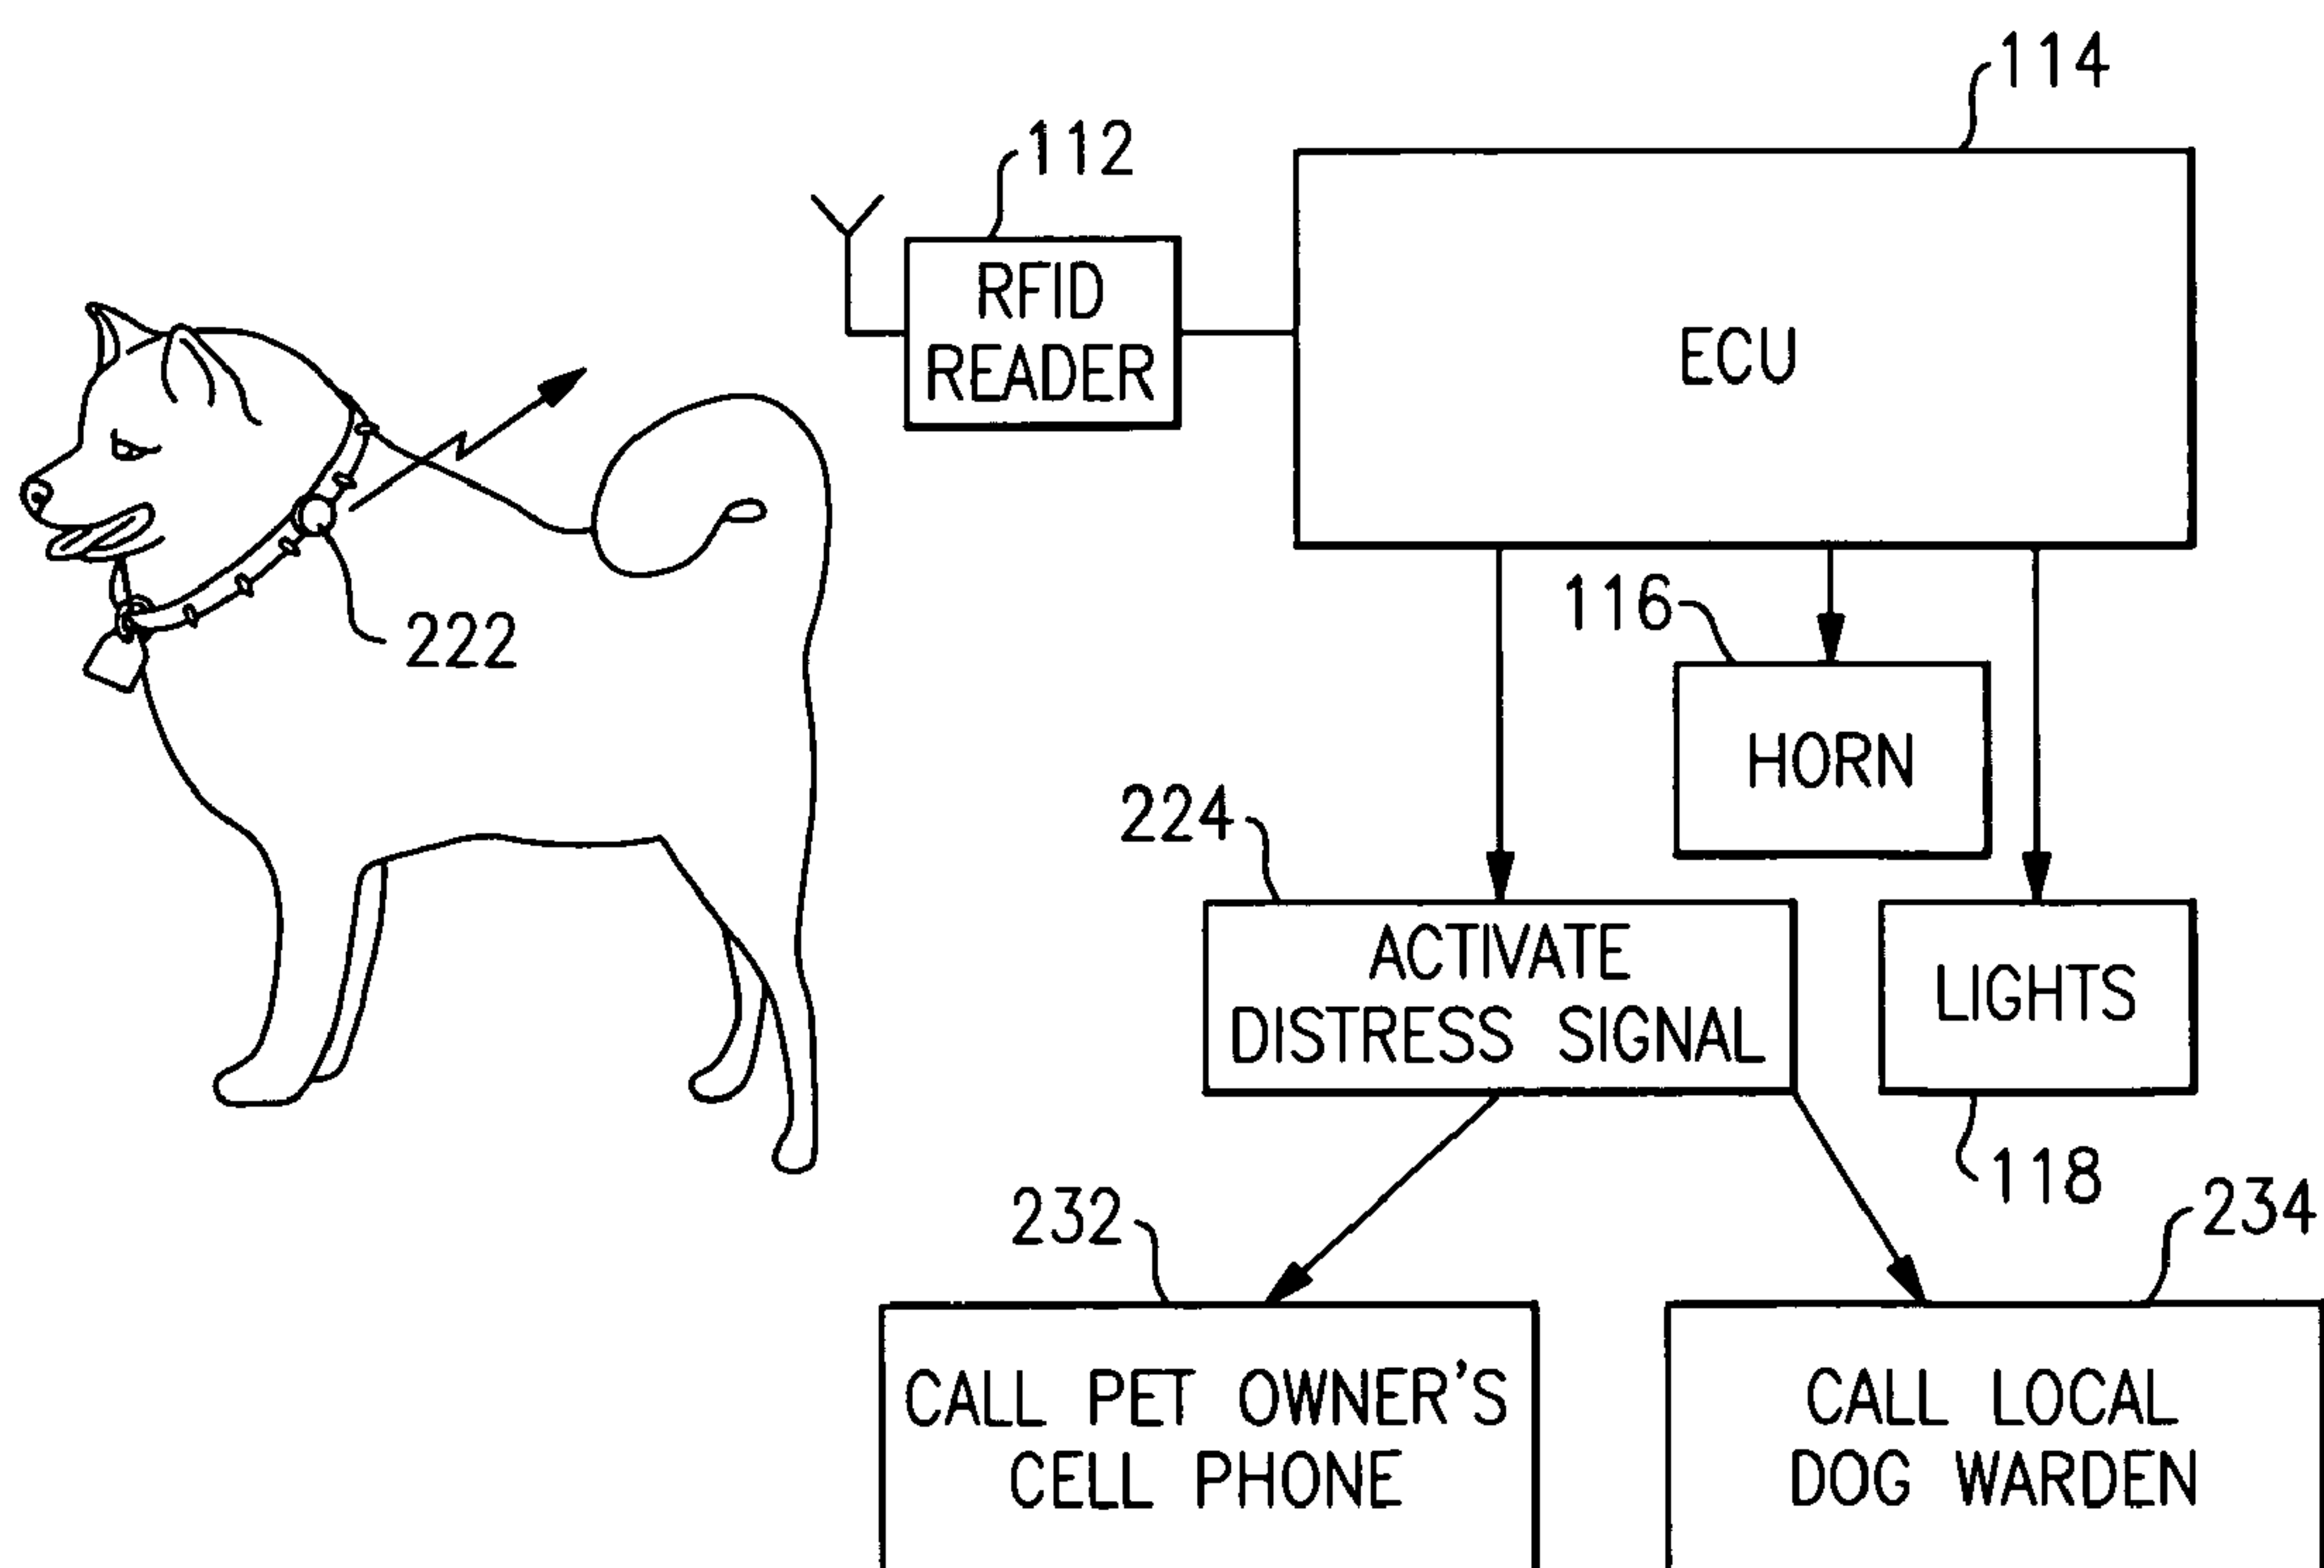 114
112
RFID
READER
ECU
222
116
HORN
224
ACTIVATE
DISTRESS SIGNAL
LIGHTS
118
232
234
CALL PET OWNER'S
CELL PHONE
CALL LOCAL
DOG WARDEN